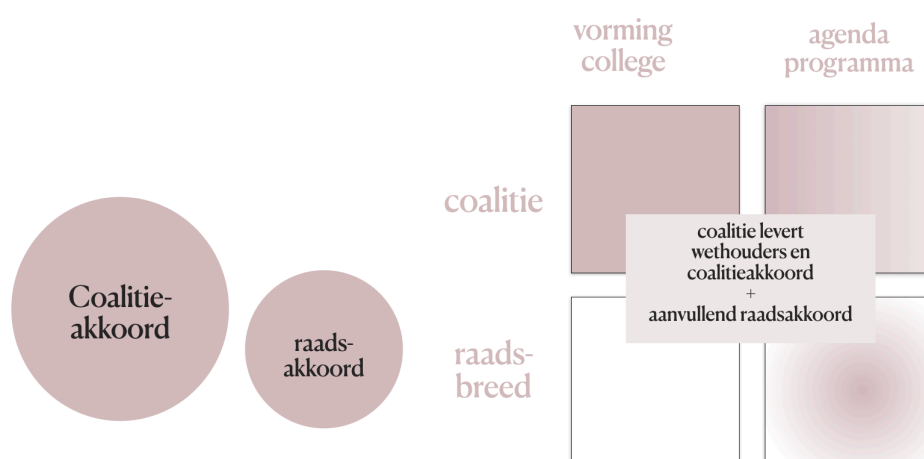 vorming
college
agenda
programma
coalitie
coalitie levert
wethouders en
coalitieakkoord
+
aanvullend raadsakkoord
Coalitie-
akkoord
raads-
akkoord
raads-
breed